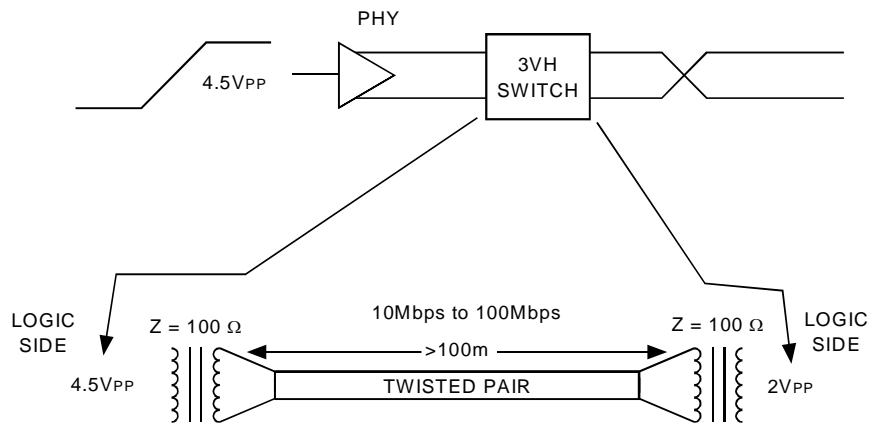 PHY
4.5VPP
3VH
SWITCH
LOGIC
SIDE
Z = 100 Ω
10Mbps to 100Mbps
Z = 100 Ω
LOGIC
SIDE
>100m
4.5VPP
TWISTED PAIR
2VPP